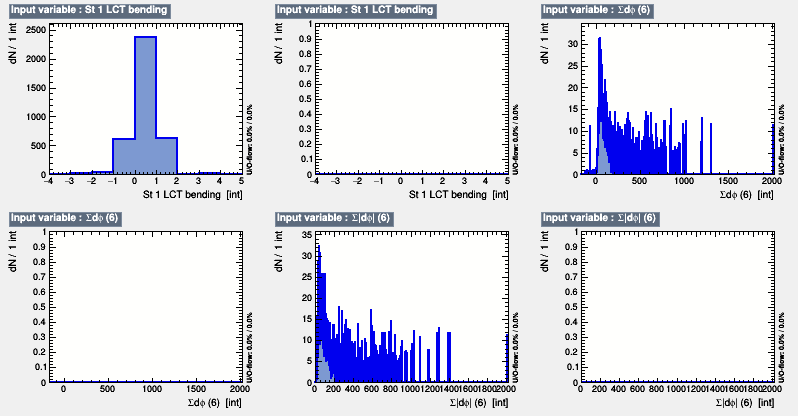 Input variable : St 1 LCT bending
dN / 1 int
2500
2000
1500
1000
500
0
−4 −3 −2 −1 0 1 2 3 4 5
St 1 LCT bending [int]
U/O-flow: 0.0% / 0.0%
Input variable : St 1 LCT bending
dN / 1 int
1
0.9
0.8
0.7
0.6
0.5
0.4
0.3
0.2
0.1
0
−4 −3 −2 −1 0 1 2 3 4 5
St 1 LCT bending [int]
U/O-flow: 0.0% / 0.0%
Input variable : Σdϕ (6)
dN / 1 int
30
25
20
15
10
5
0
0 500 1000 1500 2000
Σdϕ (6) [int]
U/O-flow: 0.0% / 0.0%
Input variable : Σdϕ (6)
dN / 1 int
1
0.9
0.8
0.7
0.6
0.5
0.4
0.3
0.2
0.1
0
0 500 1000 1500 2000
Σdϕ (6) [int]
U/O-flow: 0.0% / 0.0%
Input variable : Σ|dϕ| (6)
dN / 1 int
35
30
25
20
15
10
5
0
0 200 400 600 800 1000 1200 1400 1600 1800 2000
Σ|dϕ| (6) [int]
U/O-flow: 0.0% / 0.0%
Input variable : Σ|dϕ| (6)
dN / 1 int
1
0.9
0.8
0.7
0.6
0.5
0.4
0.3
0.2
0.1
0
0 200 400 600 800 1000 1200 1400 1600 1800 2000
Σ|dϕ| (6) [int]
U/O-flow: 0.0% / 0.0%